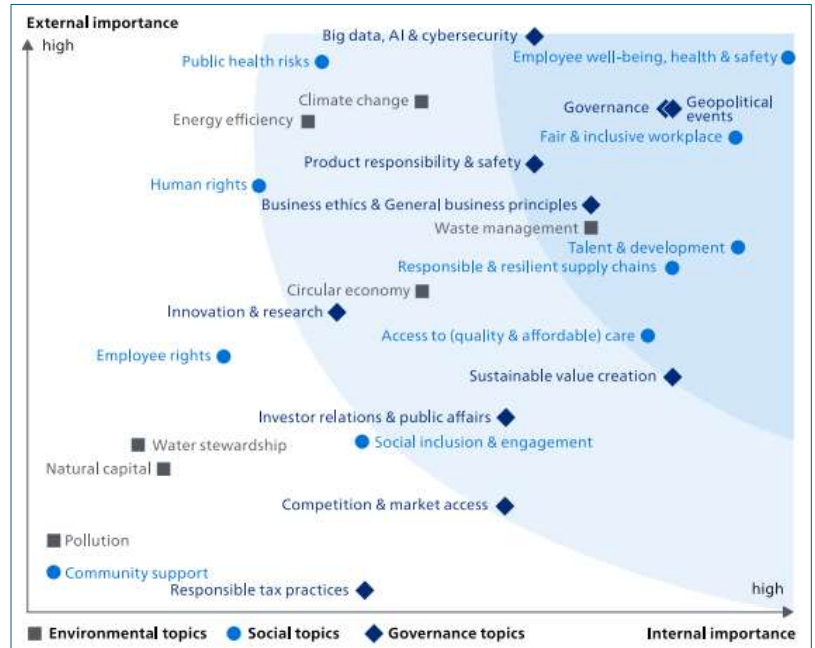 External importance
high
Big data, AI & cybersecurity
Public health risks
Employee well-being, health & safety
Climate change
Governance
Geopolitical
events
Energy efficiency
Fair & inclusive workplace
Product responsibility & safety
Human rights
Business ethics & General business principles
Waste management
Talent & development
Responsible & resilient supply chains
Circular economy
Innovation & research
Access to (quality & affordable) care
Employee rights
Sustainable value creation
Investor relations & public affairs
Water stewardship
Social inclusion & engagement
Natural capital
Competition & market access
Pollution
Community support
Responsible tax practices
high
Environmental topics
Social topics
Governance topics
Internal importance